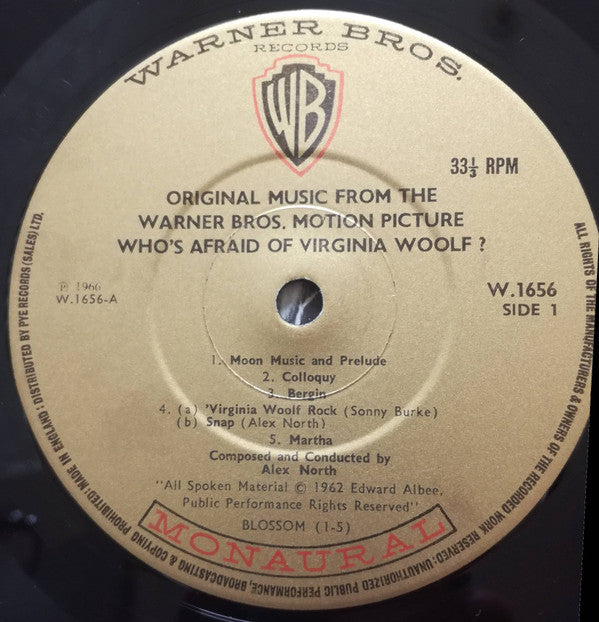 WARNER BROS.
RECORDS
WB
33⅓ RPM
ORIGINAL MUSIC FROM THE
WARNER BROS. MOTION PICTURE
WHO'S AFRAID OF VIRGINIA WOOLF ?
℗ 1966
W.1656-A
W.1656
SIDE 1
1. Moon Music and Prelude
2. Colloquy
3. Bergin
4. (a) 'Virginia Woolf Rock (Sonny Burke)
(b) Snap (Alex North)
5. Martha
Composed and Conducted by
Alex North
"All Spoken Material © 1962 Edward Albee,
Public Performance Rights Reserved"
BLOSSOM (1-5)
MONAURAL
ALL RIGHTS OF THE MANUFACTURERS & OWNERS OF THE RECORDED WORK RESERVED: UNAUTHORIZED PUBLIC PERFORMANCE, BROADCASTING & COPYING PROHIBITED: MADE IN ENGLAND: DISTRIBUTED BY PYE RECORDS (SALES) LTD.